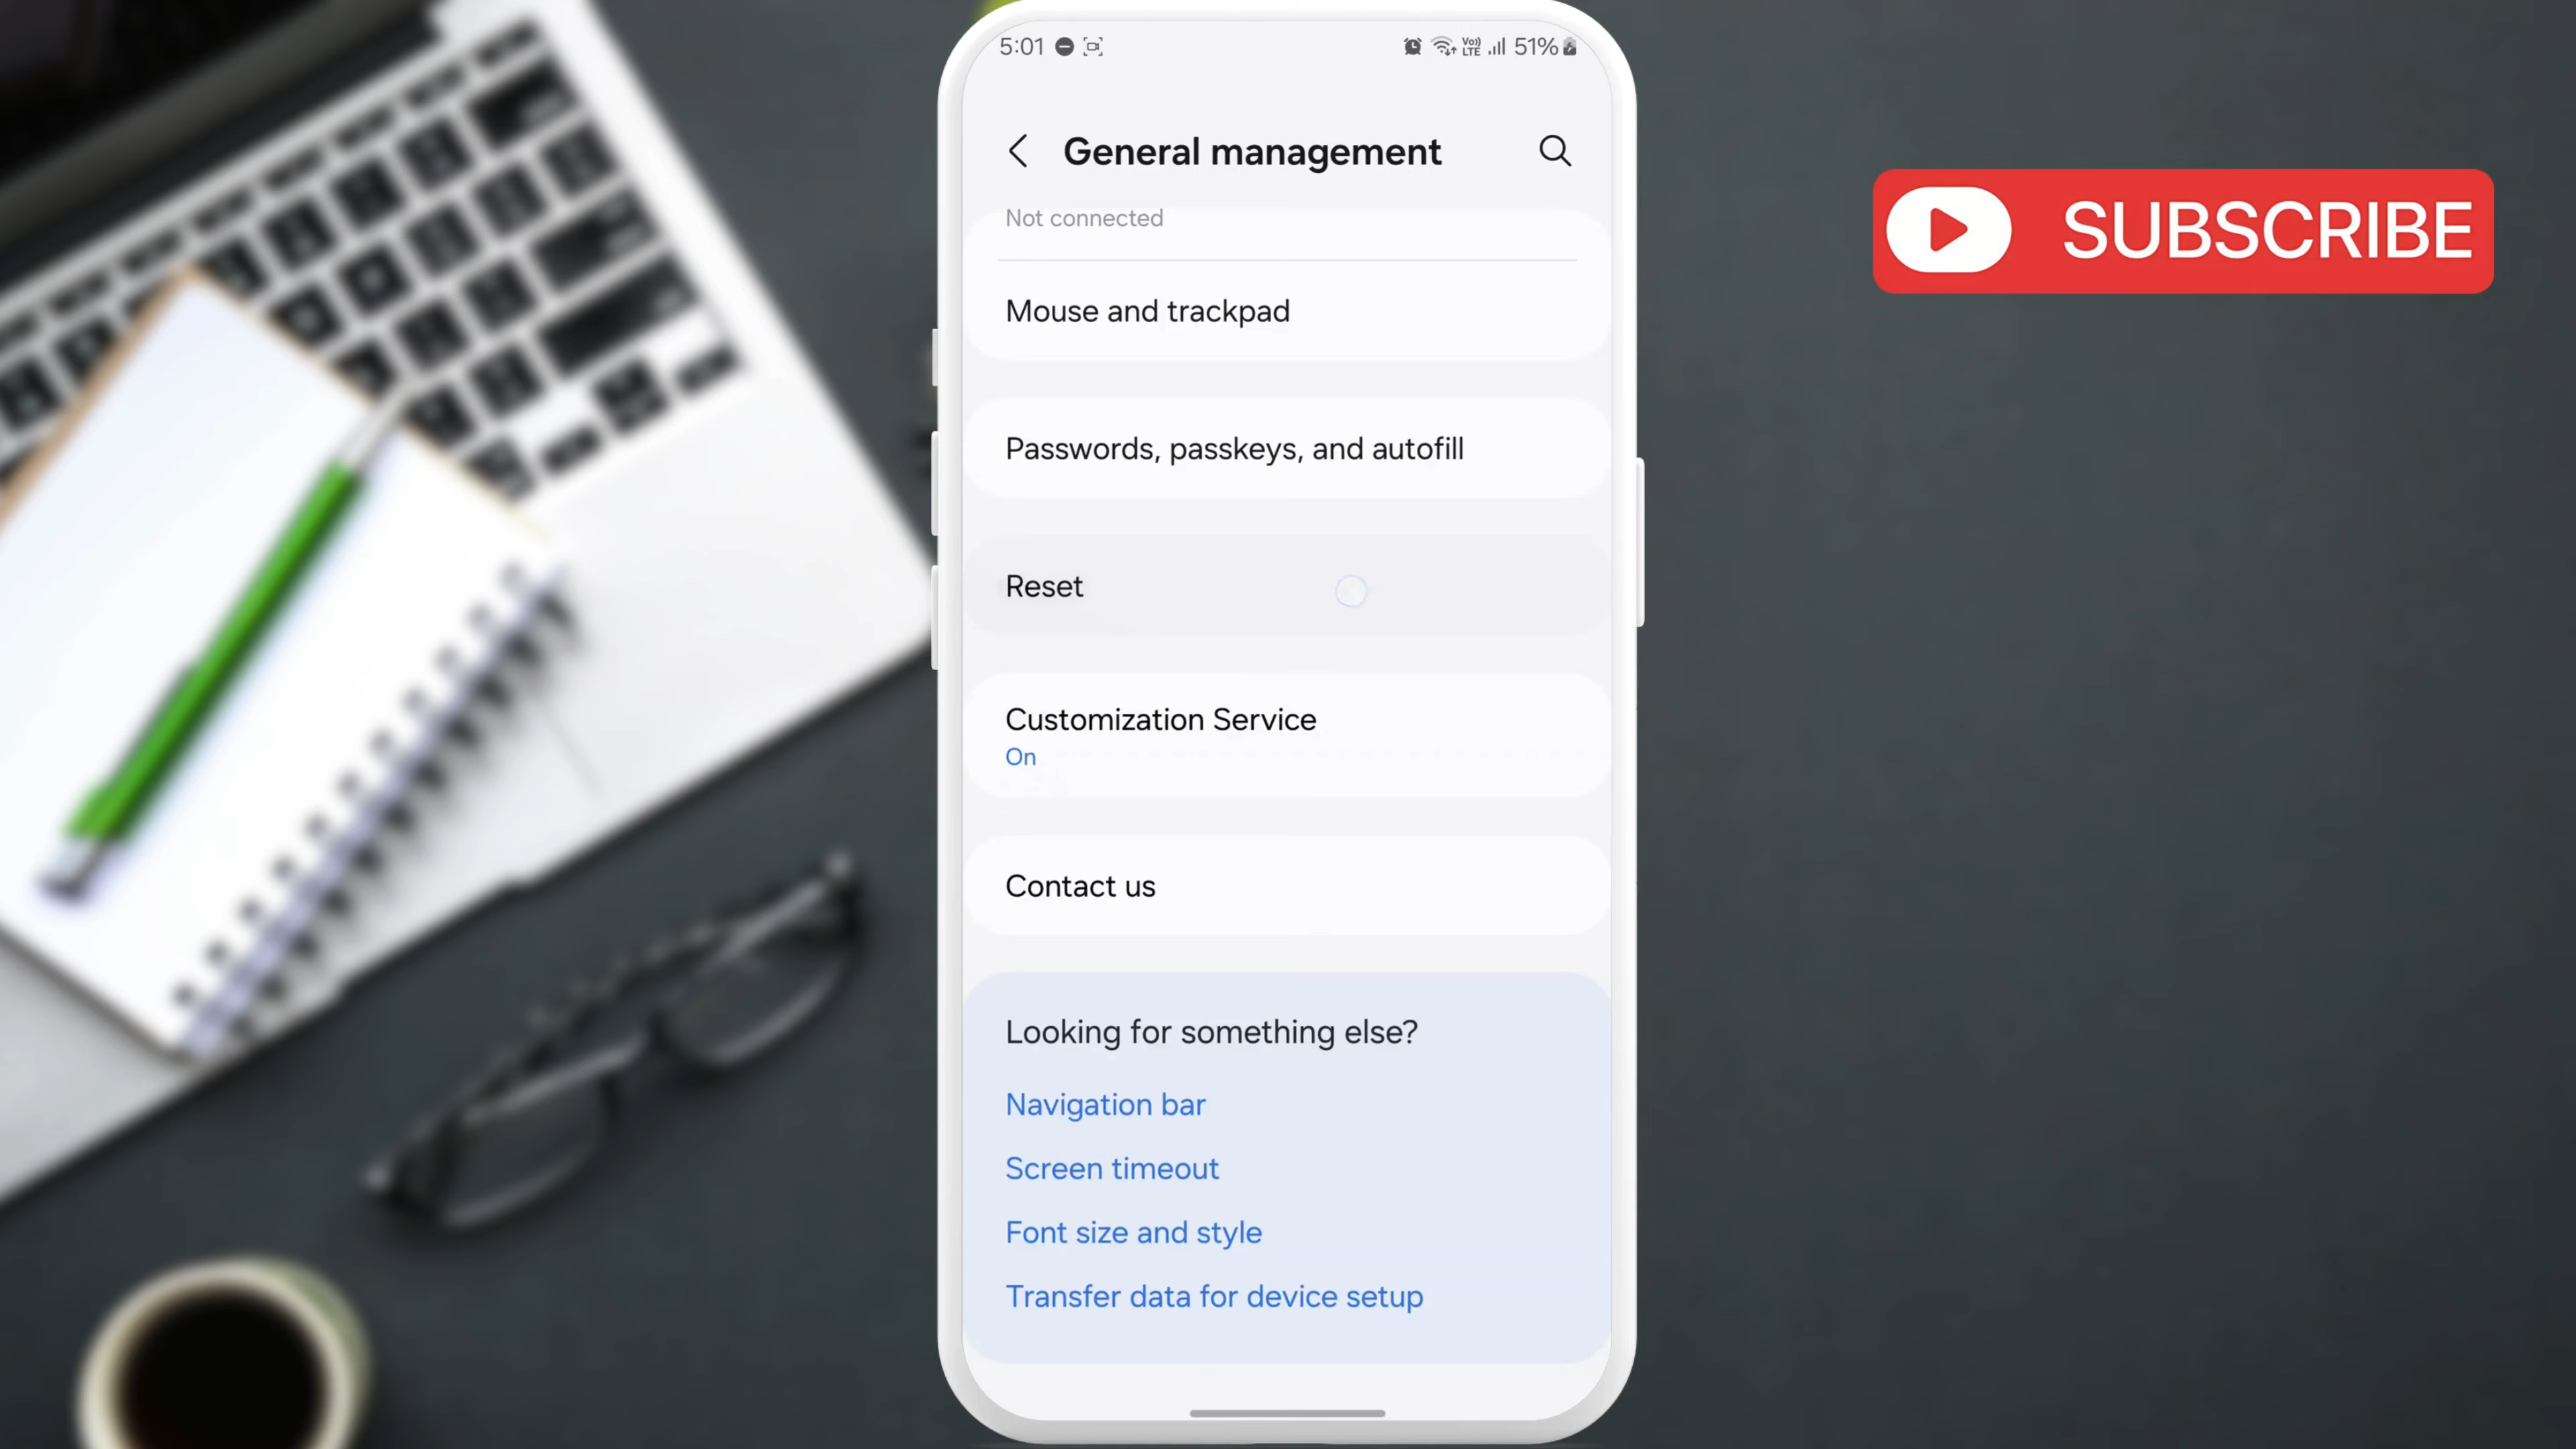 5:01
Vo)) LTE
51%
General management
Not connected
Mouse and trackpad
Passwords, passkeys, and autofill
Reset
Customization Service
On
Contact us
Looking for something else?
Navigation bar
Screen timeout
Font size and style
Transfer data for device setup
SUBSCRIBE